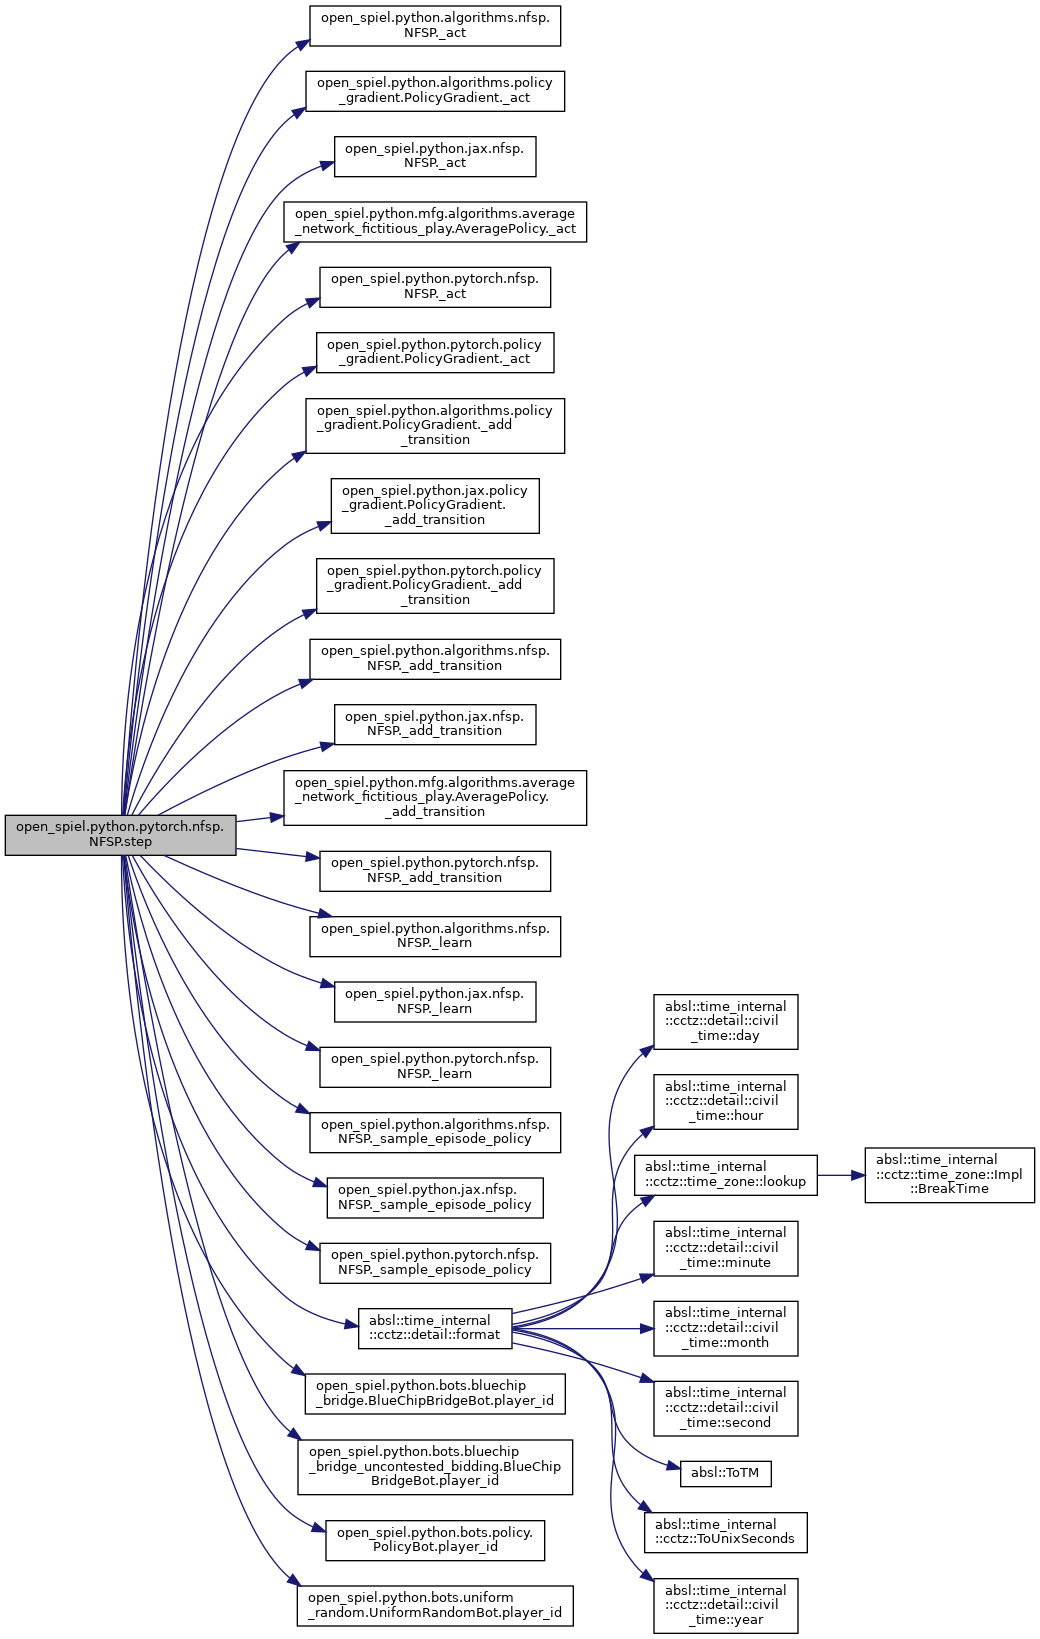 open_spiel.python.pytorch.nfsp.
NFSP.step
open_spiel.python.algorithms.nfsp.
NFSP._act
open_spiel.python.algorithms.policy
_gradient.PolicyGradient._act
open_spiel.python.jax.nfsp.
NFSP._act
open_spiel.python.mfg.algorithms.average
_network_fictitious_play.AveragePolicy._act
open_spiel.python.pytorch.nfsp.
NFSP._act
open_spiel.python.pytorch.policy
_gradient.PolicyGradient._act
open_spiel.python.algorithms.policy
_gradient.PolicyGradient._add
_transition
open_spiel.python.jax.policy
_gradient.PolicyGradient.
_add_transition
open_spiel.python.pytorch.policy
_gradient.PolicyGradient._add
_transition
open_spiel.python.algorithms.nfsp.
NFSP._add_transition
open_spiel.python.jax.nfsp.
NFSP._add_transition
open_spiel.python.mfg.algorithms.average
_network_fictitious_play.AveragePolicy.
_add_transition
open_spiel.python.pytorch.nfsp.
NFSP._add_transition
open_spiel.python.algorithms.nfsp.
NFSP._learn
open_spiel.python.jax.nfsp.
NFSP._learn
open_spiel.python.pytorch.nfsp.
NFSP._learn
open_spiel.python.algorithms.nfsp.
NFSP._sample_episode_policy
open_spiel.python.jax.nfsp.
NFSP._sample_episode_policy
open_spiel.python.pytorch.nfsp.
NFSP._sample_episode_policy
absl::time_internal
::cctz::detail::format
open_spiel.python.bots.bluechip
_bridge.BlueChipBridgeBot.player_id
open_spiel.python.bots.bluechip
_bridge_uncontested_bidding.BlueChip
BridgeBot.player_id
open_spiel.python.bots.policy.
PolicyBot.player_id
open_spiel.python.bots.uniform
_random.UniformRandomBot.player_id
absl::time_internal
::cctz::detail::civil
_time::day
absl::time_internal
::cctz::detail::civil
_time::hour
absl::time_internal
::cctz::time_zone::lookup
absl::time_internal
::cctz::time_zone::Impl
::BreakTime
absl::time_internal
::cctz::detail::civil
_time::minute
absl::time_internal
::cctz::detail::civil
_time::month
absl::time_internal
::cctz::detail::civil
_time::second
absl::ToTM
absl::time_internal
::cctz::ToUnixSeconds
absl::time_internal
::cctz::detail::civil
_time::year